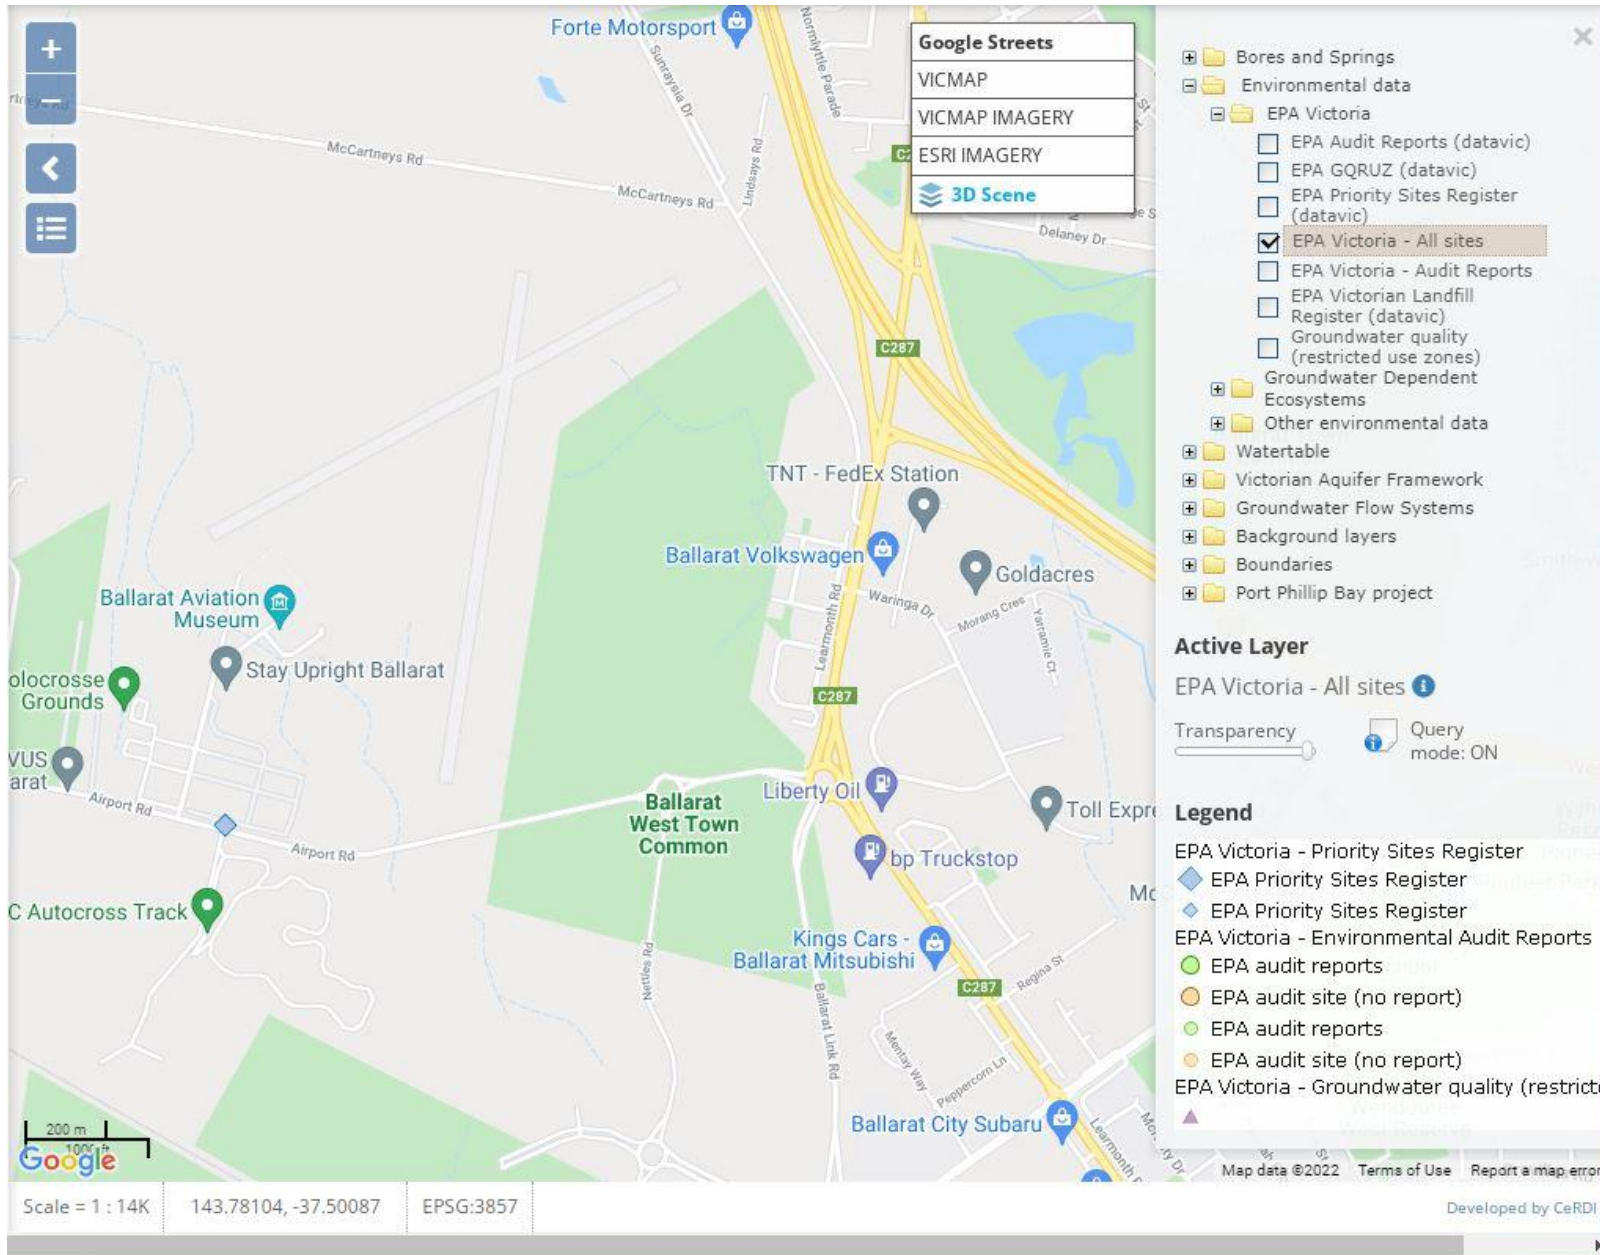 Forte Motorsport
Sunraysia Dr
Normlyttle Parade
McCartneys Rd
McCartneys Rd
Lindsays Rd
Delaney Dr
C287
TNT - FedEx Station
Ballarat Volkswagen
Goldacres
Waringa Dr
Morang Cres
Yarramie Ct
Learmonth Rd
Ballarat Aviation
Museum
Stay Upright Ballarat
olocrosse
Grounds
C287
VUS
arat
Airport Rd
Airport Rd
Ballarat
West Town
Common
Liberty Oil
Toll Expre
bp Truckstop
C Autocross Track
Kings Cars -
Ballarat Mitsubishi
C287
Regina St
Nettles Rd
Ballarat Link Rd
Mentay Way
Peppercorn Ln
Ballarat City Subaru
Learmonth
200 m
1000 ft
Google
Google Streets
VICMAP
VICMAP IMAGERY
ESRI IMAGERY
3D Scene
Bores and Springs
Environmental data
EPA Victoria
EPA Audit Reports (datavic)
EPA GQRUZ (datavic)
EPA Priority Sites Register
(datavic)
EPA Victoria - All sites
EPA Victoria - Audit Reports
EPA Victorian Landfill
Register (datavic)
Groundwater quality
(restricted use zones)
Groundwater Dependent
Ecosystems
Other environmental data
Watertable
Victorian Aquifer Framework
Groundwater Flow Systems
Background layers
Boundaries
Port Phillip Bay project
Active Layer
EPA Victoria - All sites
Transparency
Query
mode: ON
Legend
EPA Victoria - Priority Sites Register
EPA Priority Sites Register
EPA Priority Sites Register
EPA Victoria - Environmental Audit Reports
EPA audit reports
EPA audit site (no report)
EPA audit reports
EPA audit site (no report)
EPA Victoria - Groundwater quality (restricte
Map data ©2022 Terms of Use Report a map error
Scale = 1 : 14K 143.78104, -37.50087 EPSG:3857
Developed by CeRDI